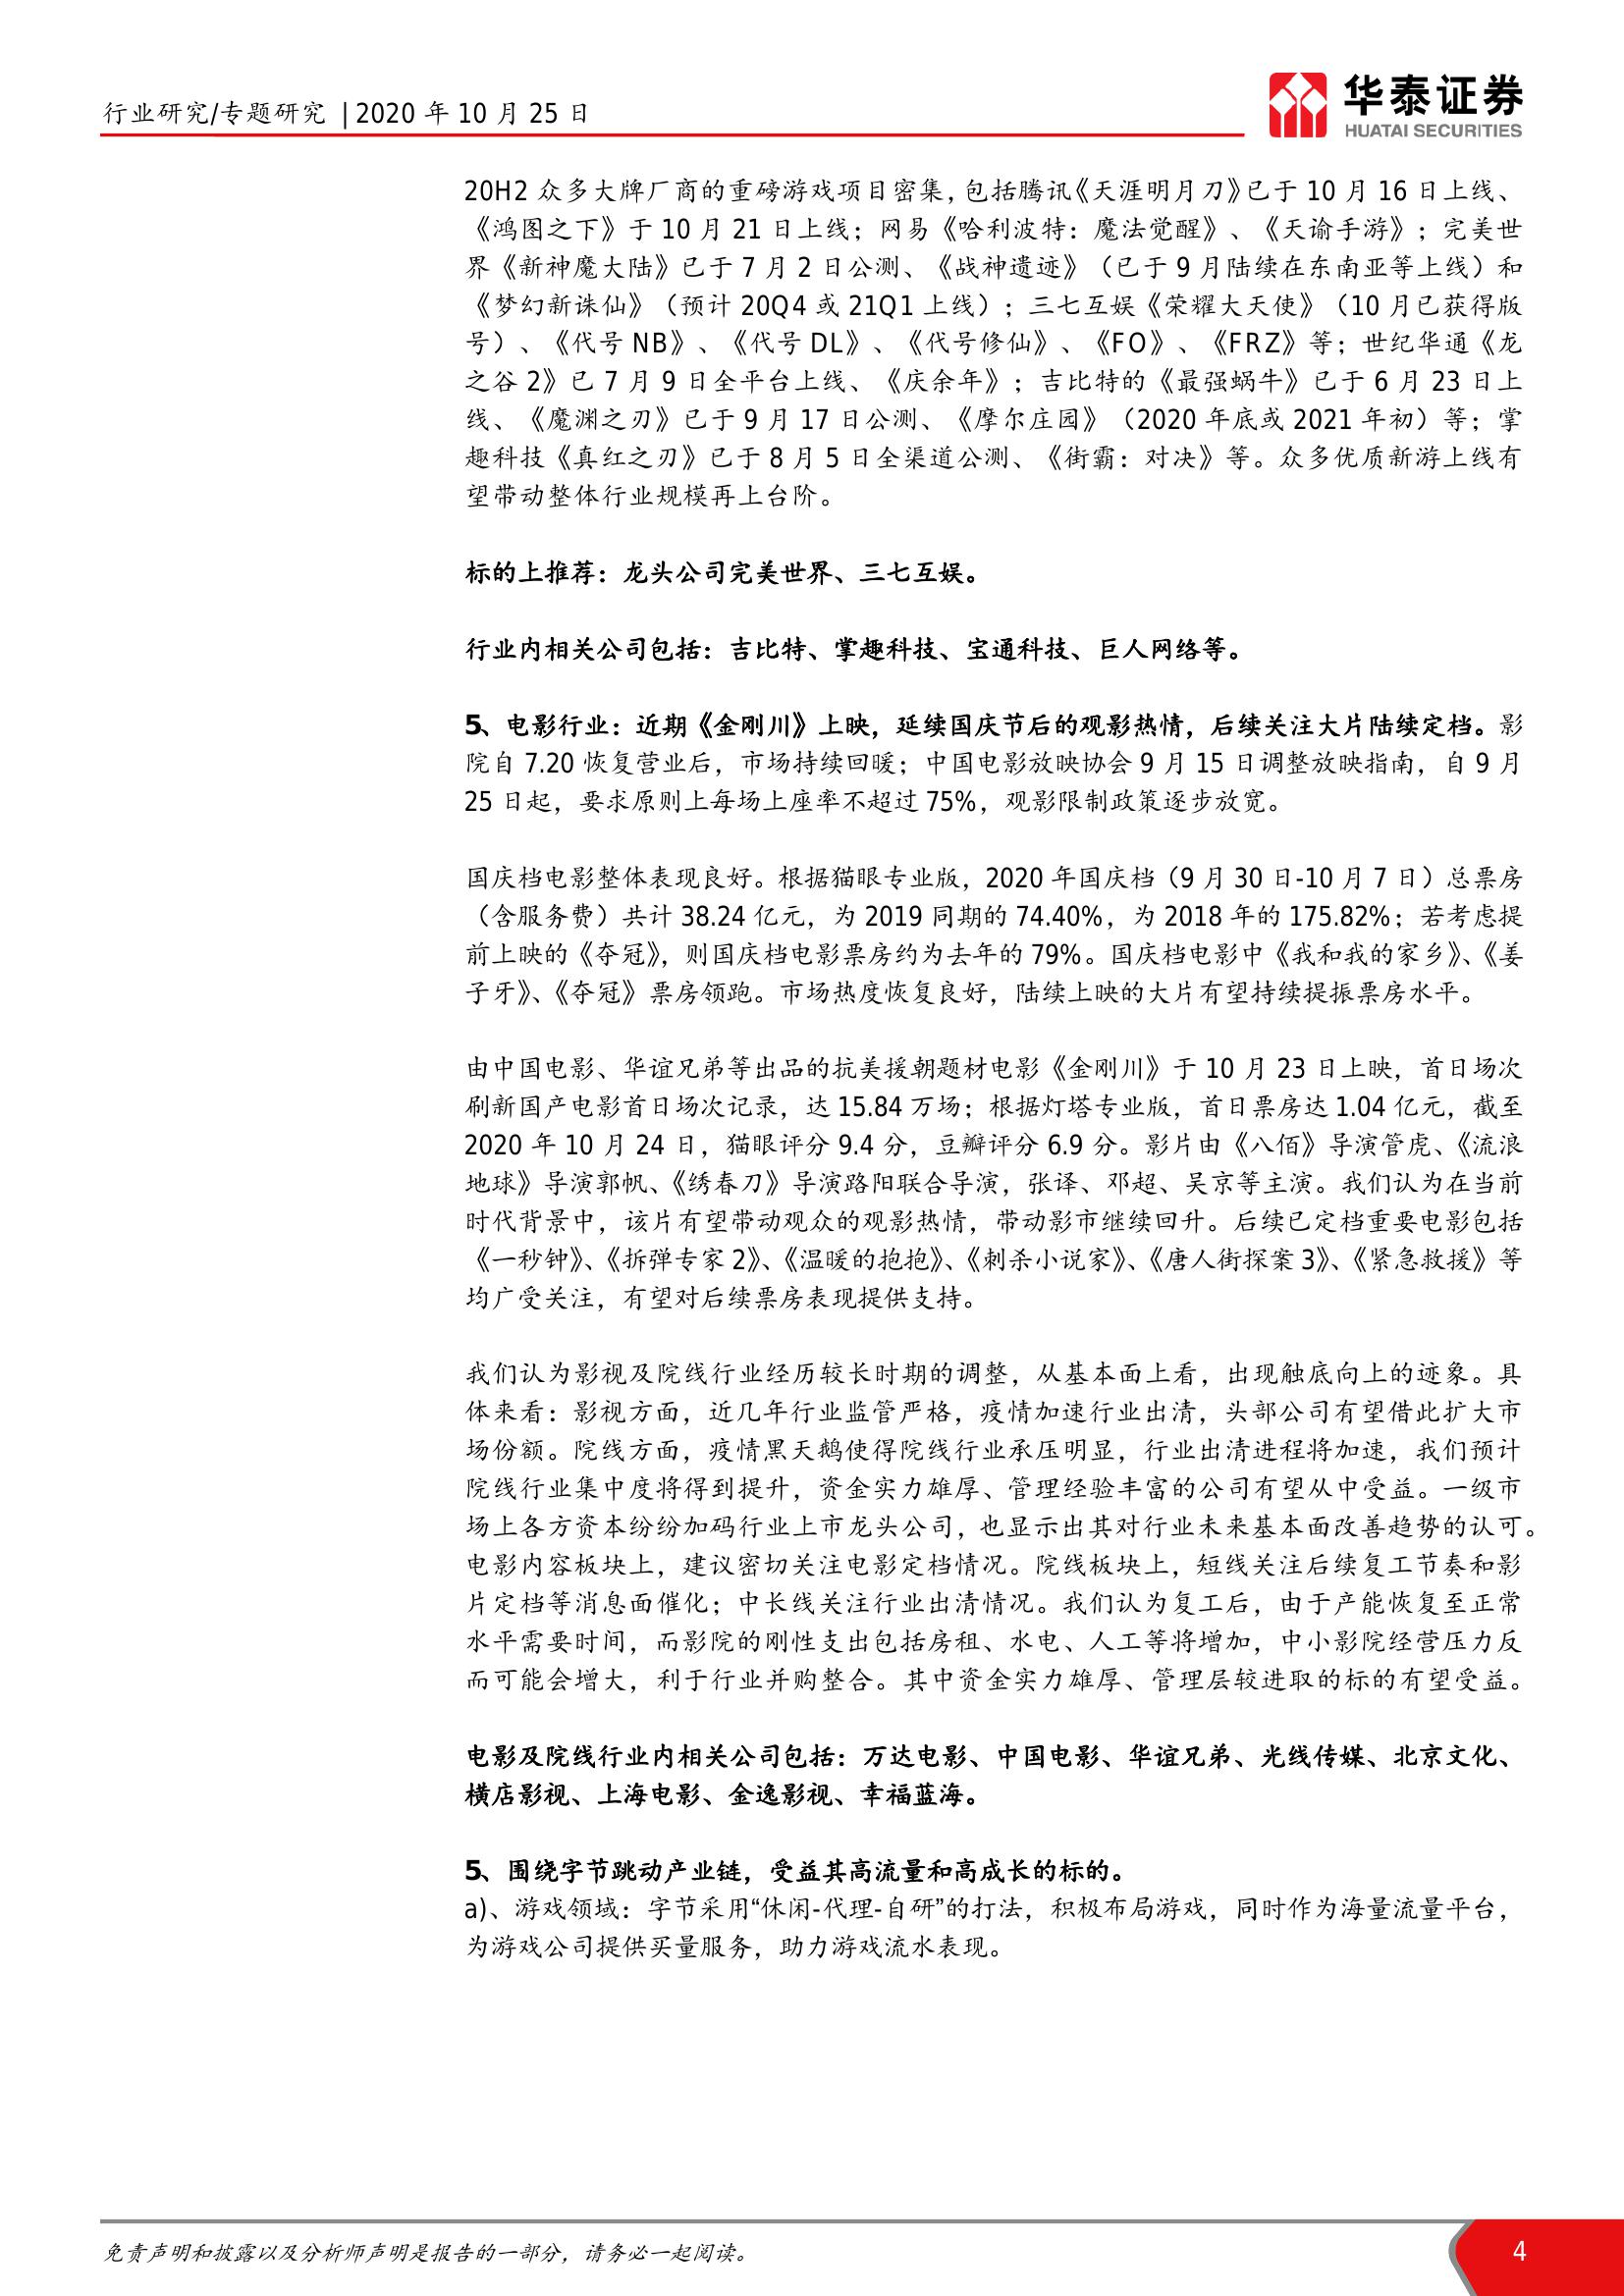 行业研究/专题研究 | 2020 年 10 月 25 日
华泰证券
HUATAI SECURITIES
20H2 众多大牌厂商的重磅游戏项目密集，包括腾讯《天涯明月刀》已于 10 月 16 日上线、
《鸿图之下》于 10 月 21 日上线；网易《哈利波特：魔法觉醒》、《天谕手游》；完美世
界《新神魔大陆》已于 7 月 2 日公测、《战神遗迹》（已于 9 月陆续在东南亚等上线）和
《梦幻新诛仙》（预计 20Q4 或 21Q1 上线）；三七互娱《荣耀大天使》（10 月已获得版
号）、《代号 NB》、《代号 DL》、《代号修仙》、《FO》、《FRZ》等；世纪华通《龙
之谷 2》已 7 月 9 日全平台上线、《庆余年》；吉比特的《最强蜗牛》已于 6 月 23 日上
线、《魔渊之刃》已于 9 月 17 日公测、《摩尔庄园》（2020 年底或 2021 年初）等；掌
趣科技《真红之刃》已于 8 月 5 日全渠道公测、《街霸：对决》等。众多优质新游上线有
望带动整体行业规模再上台阶。
标的上推荐：龙头公司完美世界、三七互娱。
行业内相关公司包括：吉比特、掌趣科技、宝通科技、巨人网络等。
5、电影行业：近期《金刚川》上映，延续国庆节后的观影热情，后续关注大片陆续定档。影
院自 7.20 恢复营业后，市场持续回暖；中国电影放映协会 9 月 15 日调整放映指南，自 9 月
25 日起，要求原则上每场上座率不超过 75%，观影限制政策逐步放宽。
国庆档电影整体表现良好。根据猫眼专业版，2020 年国庆档（9 月 30 日-10 月 7 日）总票房
（含服务费）共计 38.24 亿元，为 2019 同期的 74.40%，为 2018 年的 175.82%；若考虑提
前上映的《夺冠》，则国庆档电影票房约为去年的 79%。国庆档电影中《我和我的家乡》、《姜
子牙》、《夺冠》票房领跑。市场热度恢复良好，陆续上映的大片有望持续提振票房水平。
由中国电影、华谊兄弟等出品的抗美援朝题材电影《金刚川》于 10 月 23 日上映，首日场次
刷新国产电影首日场次记录，达 15.84 万场；根据灯塔专业版，首日票房达 1.04 亿元，截至
2020 年 10 月 24 日，猫眼评分 9.4 分，豆瓣评分 6.9 分。影片由《八佰》导演管虎、《流浪
地球》导演郭帆、《绣春刀》导演路阳联合导演，张译、邓超、吴京等主演。我们认为在当前
时代背景中，该片有望带动观众的观影热情，带动影市继续回升。后续已定档重要电影包括
《一秒钟》、《拆弹专家 2》、《温暖的抱抱》、《刺杀小说家》、《唐人街探案 3》、《紧急救援》等
均广受关注，有望对后续票房表现提供支持。
我们认为影视及院线行业经历较长时期的调整，从基本面上看，出现触底向上的迹象。具
体来看：影视方面，近几年行业监管严格，疫情加速行业出清，头部公司有望借此扩大市
场份额。院线方面，疫情黑天鹅使得院线行业承压明显，行业出清进程将加速，我们预计
院线行业集中度将得到提升，资金实力雄厚、管理经验丰富的公司有望从中受益。一级市
场上各方资本纷纷加码行业上市龙头公司，也显示出其对行业未来基本面改善趋势的认可。
电影内容板块上，建议密切关注电影定档情况。院线板块上，短线关注后续复工节奏和影
片定档等消息面催化；中长线关注行业出清情况。我们认为复工后，由于产能恢复至正常
水平需要时间，而影院的刚性支出包括房租、水电、人工等将增加，中小影院经营压力反
而可能会增大，利于行业并购整合。其中资金实力雄厚、管理层较进取的标的有望受益。
电影及院线行业内相关公司包括：万达电影、中国电影、华谊兄弟、光线传媒、北京文化、
横店影视、上海电影、金逸影视、幸福蓝海。
5、围绕字节跳动产业链，受益其高流量和高成长的标的。
a)、游戏领域：字节采用“休闲-代理-自研”的打法，积极布局游戏，同时作为海量流量平台，
为游戏公司提供买量服务，助力游戏流水表现。
免责声明和披露以及分析师声明是报告的一部分，请务必一起阅读。
4